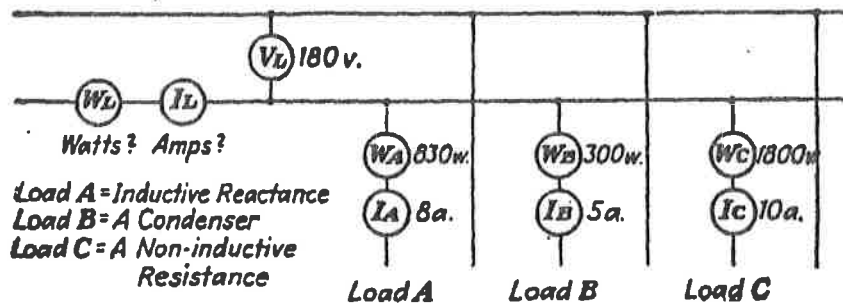 VL 180 v.
WL IL
Watts? Amps?
WA 830w. WB 300w. WC 1800w
Load A = Inductive Reactance
IA 8a. IB 5a. IC 10a.
Load B = A Condenser
Load C = A Non-inductive
Resistance
Load A Load B Load C